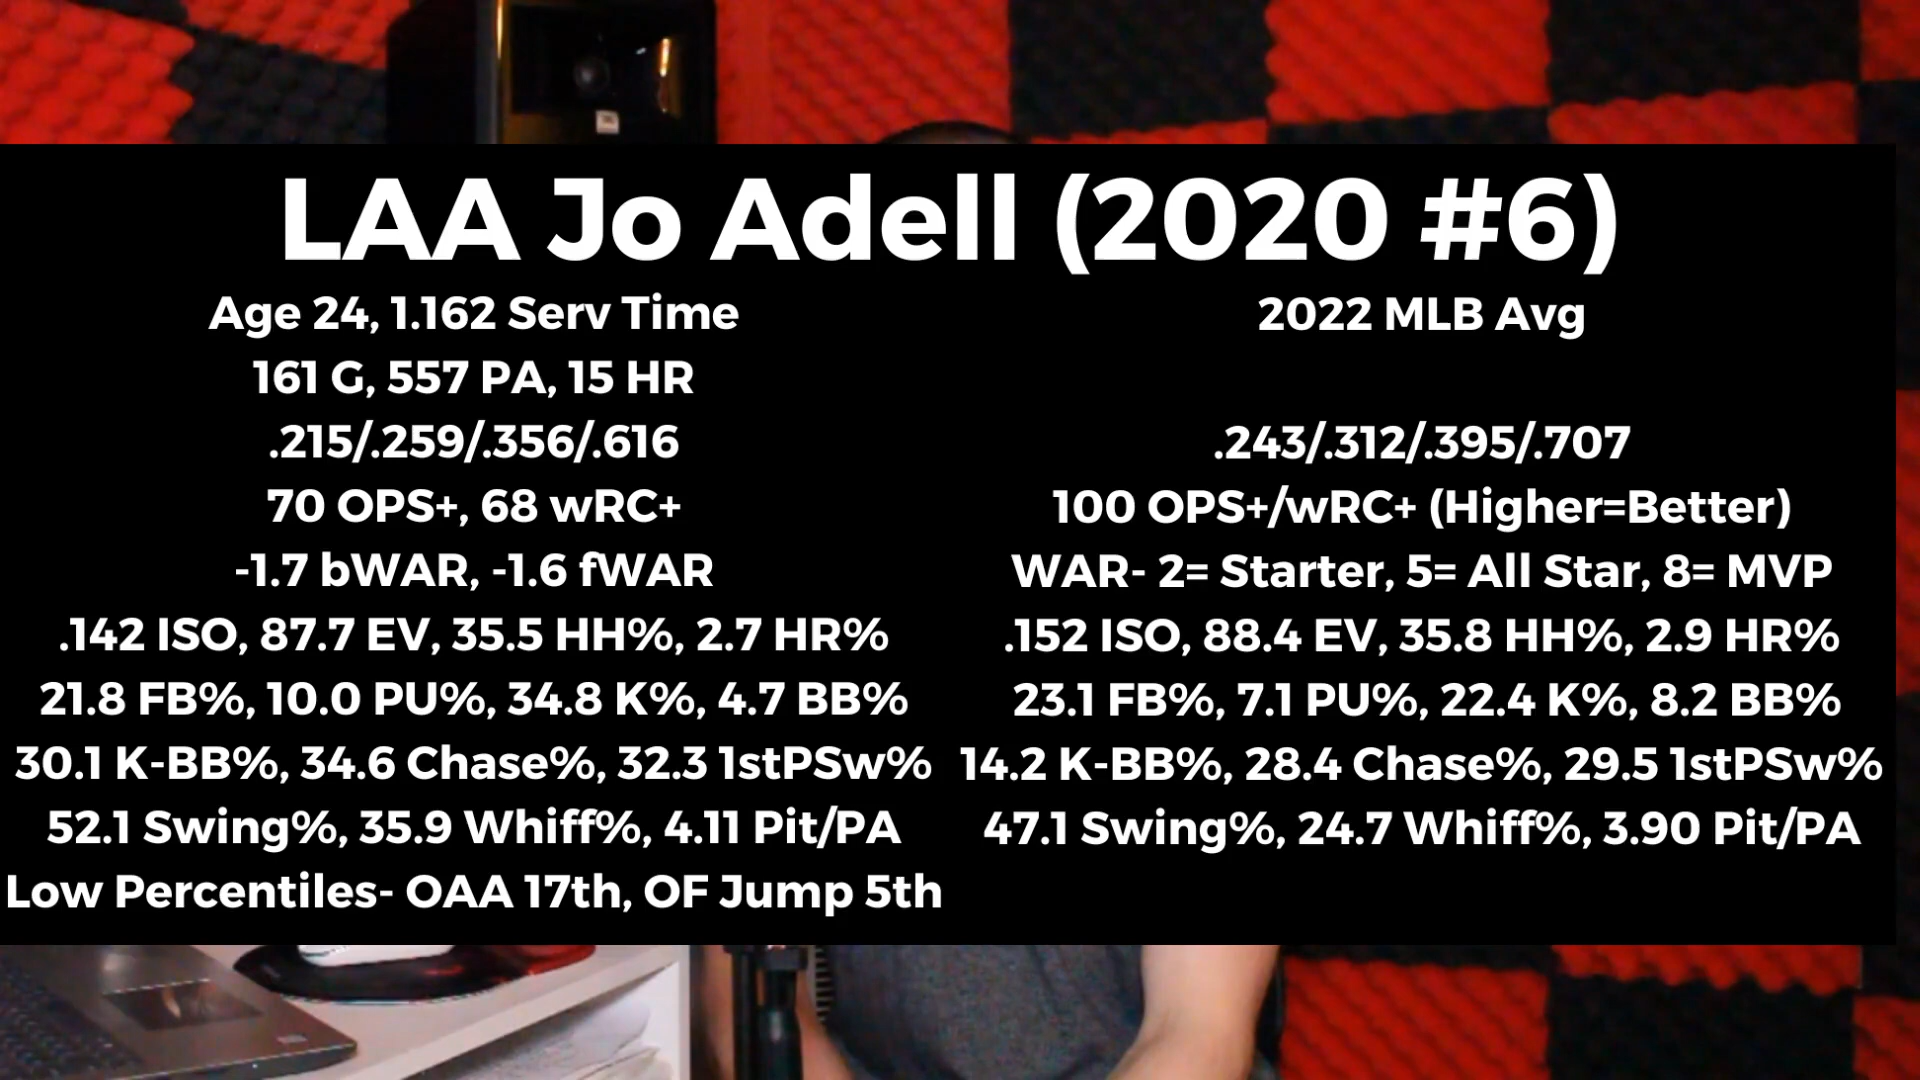 LAA Jo Adell (2020 #6)
Age 24, 1.162 Serv Time
161 G, 557 PA, 15 HR
.215/.259/.356/.616
70 OPS+, 68 wRC+
-1.7 bWAR, -1.6 fWAR
.142 ISO, 87.7 EV, 35.5 HH%, 2.7 HR%
21.8 FB%, 10.0 PU%, 34.8 K%, 4.7 BB%
30.1 K-BB%, 34.6 Chase%, 32.3 1stPSw%
52.1 Swing%, 35.9 Whiff%, 4.11 Pit/PA
Low Percentiles- OAA 17th, OF Jump 5th
2022 MLB Avg
.243/.312/.395/.707
100 OPS+/wRC+ (Higher=Better)
WAR- 2= Starter, 5= All Star, 8= MVP
.152 ISO, 88.4 EV, 35.8 HH%, 2.9 HR%
23.1 FB%, 7.1 PU%, 22.4 K%, 8.2 BB%
14.2 K-BB%, 28.4 Chase%, 29.5 1stPSw%
47.1 Swing%, 24.7 Whiff%, 3.90 Pit/PA